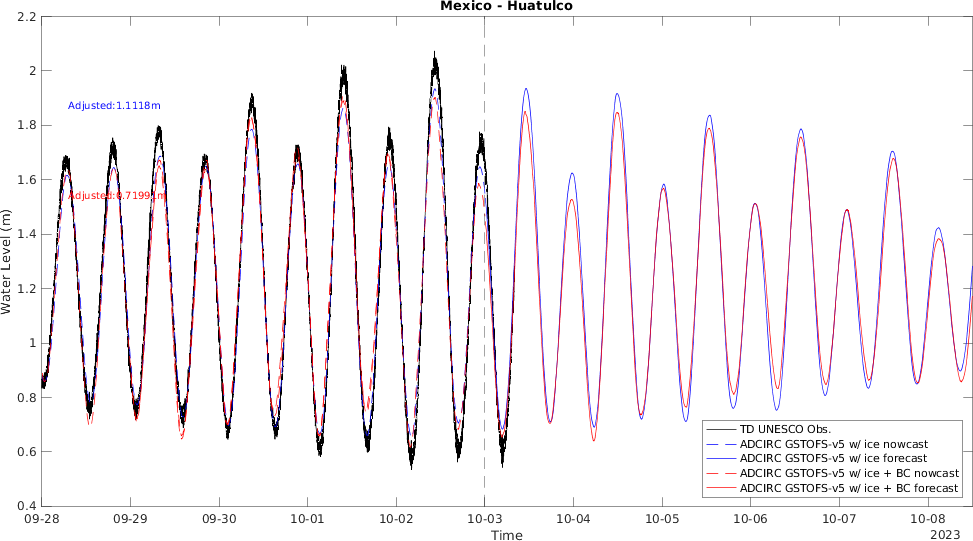 Mexico - Huatulco
2.2
2
1.8
1.6
1.4
1.2
1
0.8
0.6
0.4
Water Level (m)
Adjusted:1.1118m
TD UNESCO Obs.
ADCIRC GSTOFS-v5 w/ ice nowcast
ADCIRC GSTOFS-v5 w/ ice forecast
ADCIRC GSTOFS-v5 w/ ice + BC nowcast
ADCIRC GSTOFS-v5 w/ ice + BC forecast
09-28 09-29 09-30 10-01 10-02 10-03 10-04 10-05 10-06 10-07 10-08
Time
2023